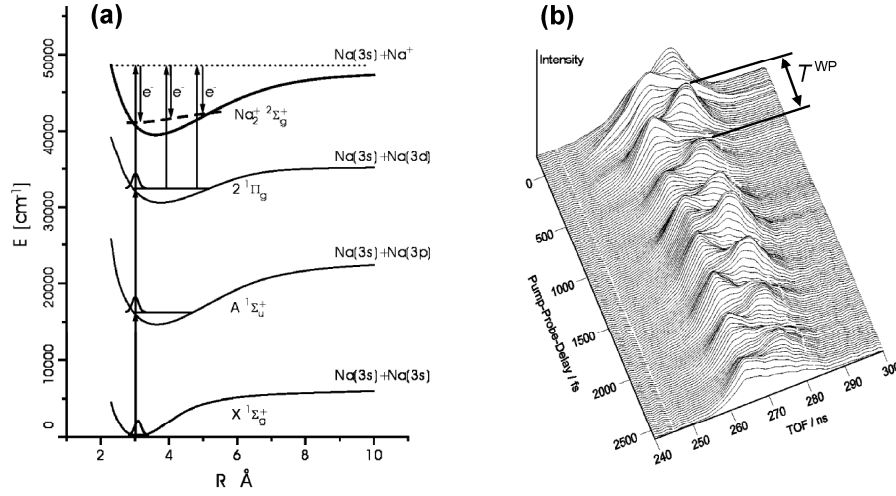 (a)
E [cm⁻¹]
50000
40000
30000
20000
10000
0
Na(3s)+Na⁺
e⁻ e⁻ e⁻
Na₂⁺ ²Σg⁺
Na(3s)+Na(3d)
2 ¹Πg
Na(3s)+Na(3p)
A ¹Σu⁺
Na(3s)+Na(3s)
X ¹Σg⁺
2 4 6 8 10
R Å
(b)
Intensity
T WP
0
500
1000
1500
2000
2500
Pump-Probe-Delay / fs
240 250 260 270 280 290 300
TOF / ns